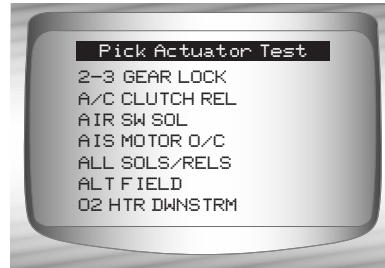 Pick Actuator Test
2-3 GEAR LOCK
A/C CLUTCH REL
AIR SW SOL
AIS MOTOR O/C
ALL SOLS/RELS
ALT FIELD
O2 HTR DWNSTRM